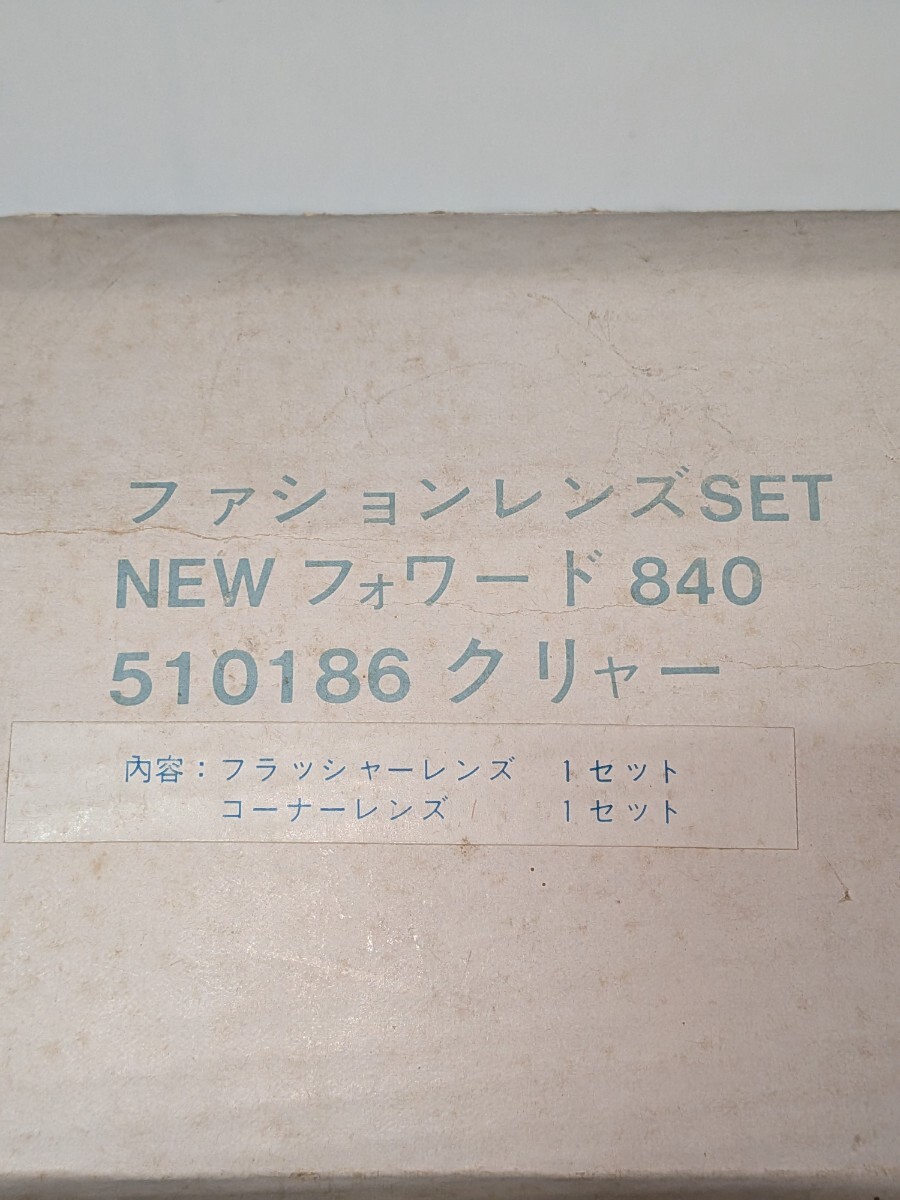 ファションレンズSET
NEW フォワード 840
510186 クリャー
内容：フラッシャーレンズ 1セット
コーナーレンズ 1セット